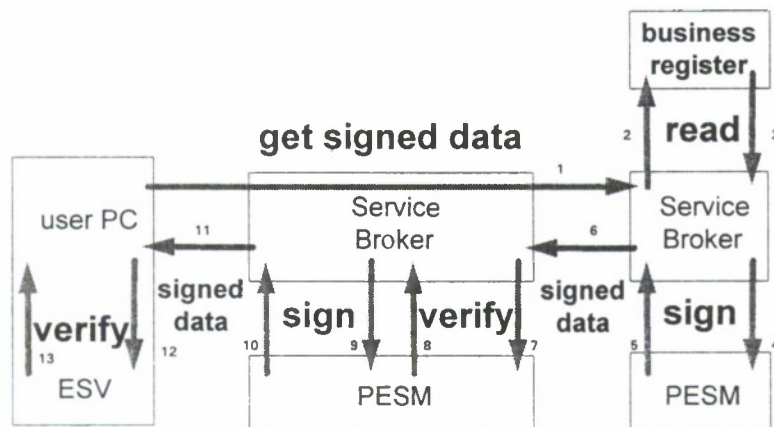 business
register
get signed data
2
read
3
1
user PC
Service
Broker
Service
Broker
11
6
signed
data
signed
data
verify
sign
verify
sign
13
12
10
9
8
7
5
4
ESV
PESM
PESM